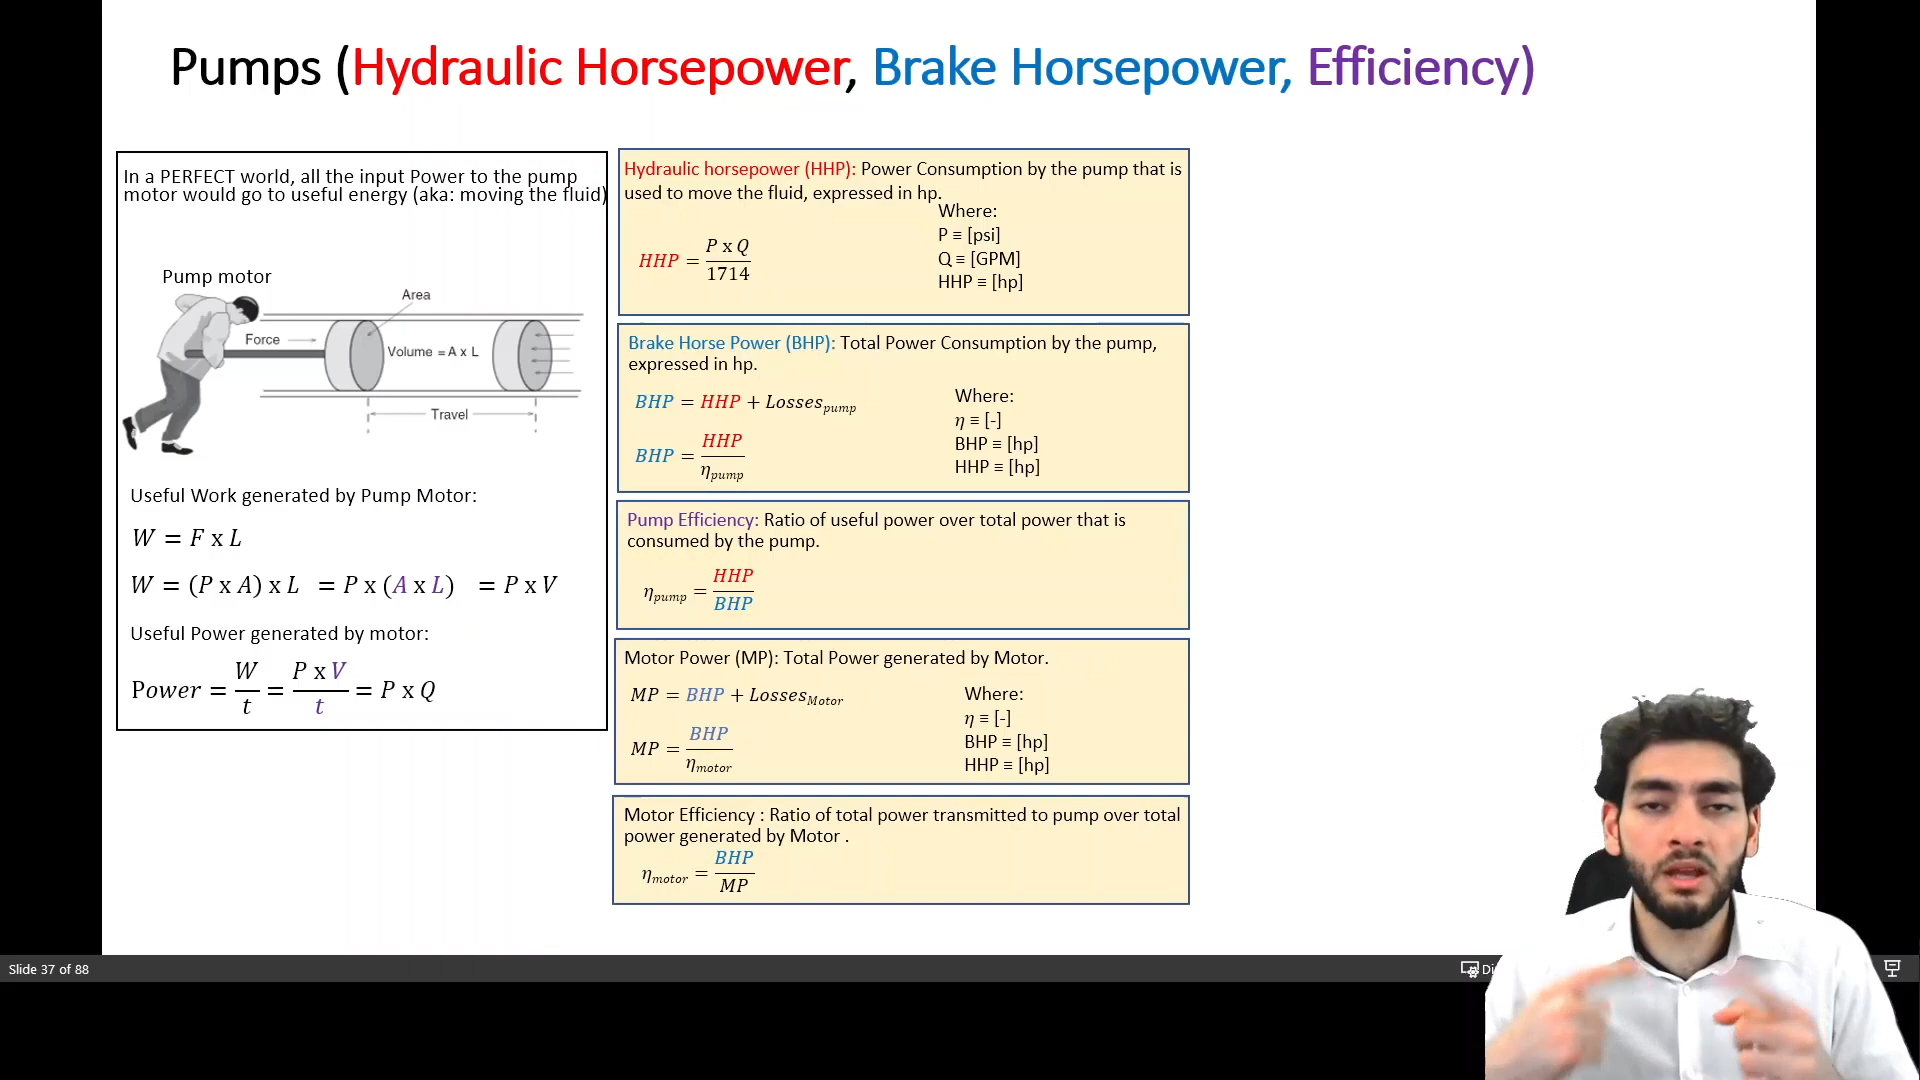 Pumps (Hydraulic Horsepower, Brake Horsepower, Efficiency)
In a PERFECT world, all the input Power to the pump
motor would go to useful energy (aka: moving the fluid)
Pump motor
Area
Force
Volume = A x L
Travel
Useful Work generated by Pump Motor:
W = F x L
W = (P x A) x L = P x (A x L) = P x V
Useful Power generated by motor:
Power = W/t = P x V/t = P x Q
Hydraulic horsepower (HHP): Power Consumption by the pump that is
used to move the fluid, expressed in hp.
HHP = P x Q/1714
Where:
P ≡ [psi]
Q ≡ [GPM]
HHP ≡ [hp]
Brake Horse Power (BHP): Total Power Consumption by the pump,
expressed in hp.
BHP = HHP + Losses_pump
BHP = HHP/η_pump
Where:
η ≡ [-]
BHP ≡ [hp]
HHP ≡ [hp]
Pump Efficiency: Ratio of useful power over total power that is
consumed by the pump.
η_pump = HHP/BHP
Motor Power (MP): Total Power generated by Motor.
MP = BHP + Losses_Motor
MP = BHP/η_motor
Where:
η ≡ [-]
BHP ≡ [hp]
HHP ≡ [hp]
Motor Efficiency : Ratio of total power transmitted to pump over total
power generated by Motor .
η_motor = BHP/MP
Slide 37 of 88